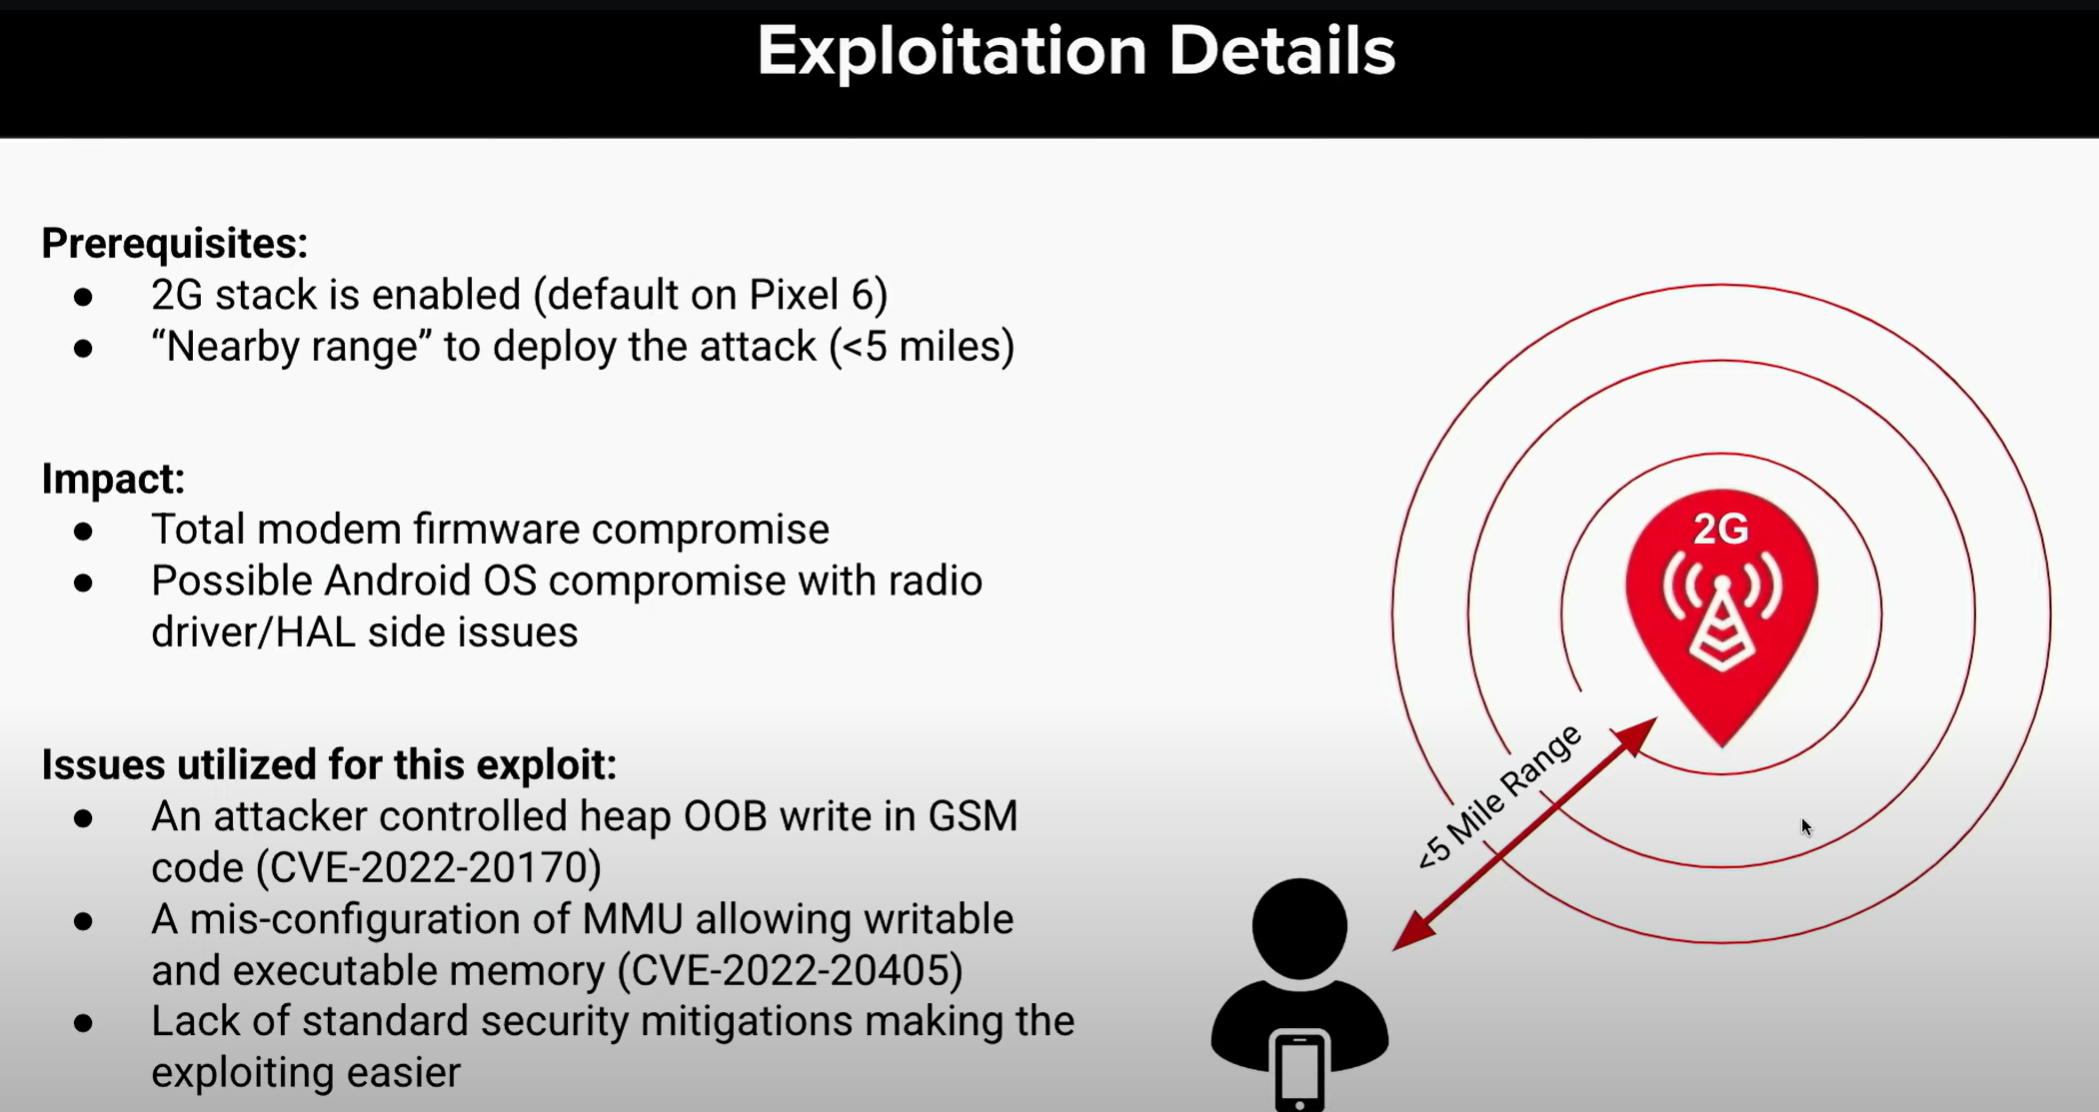 Exploitation Details
Prerequisites:
● 2G stack is enabled (default on Pixel 6)
● “Nearby range” to deploy the attack (<5 miles)
Impact:
● Total modem firmware compromise
● Possible Android OS compromise with radio
driver/HAL side issues
Issues utilized for this exploit:
● An attacker controlled heap OOB write in GSM
code (CVE-2022-20170)
● A mis-configuration of MMU allowing writable
and executable memory (CVE-2022-20405)
● Lack of standard security mitigations making the
exploiting easier
2G
<5 Mile Range